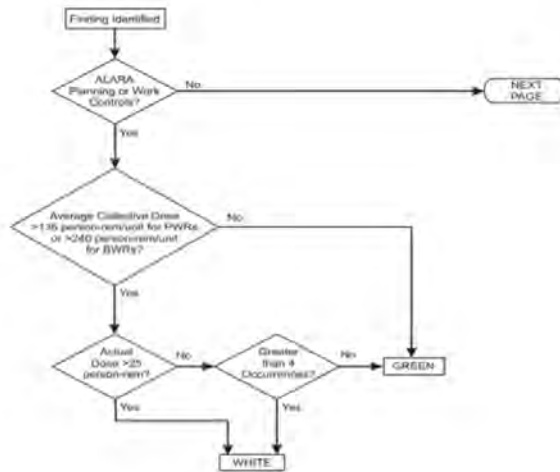 Finding Identified
ALARA
Planning or Work
Controls?
No
NEXT
PAGE
Yes
Average Collective Dose
person-rem/unit for PWRs
or >240 person-rem/unit
for BWRs?
No
Yes
Actual
Dose >25
person-rem?
No
Greater
than 4
Occurrences?
No
GREEN
Yes
Yes
WHITE